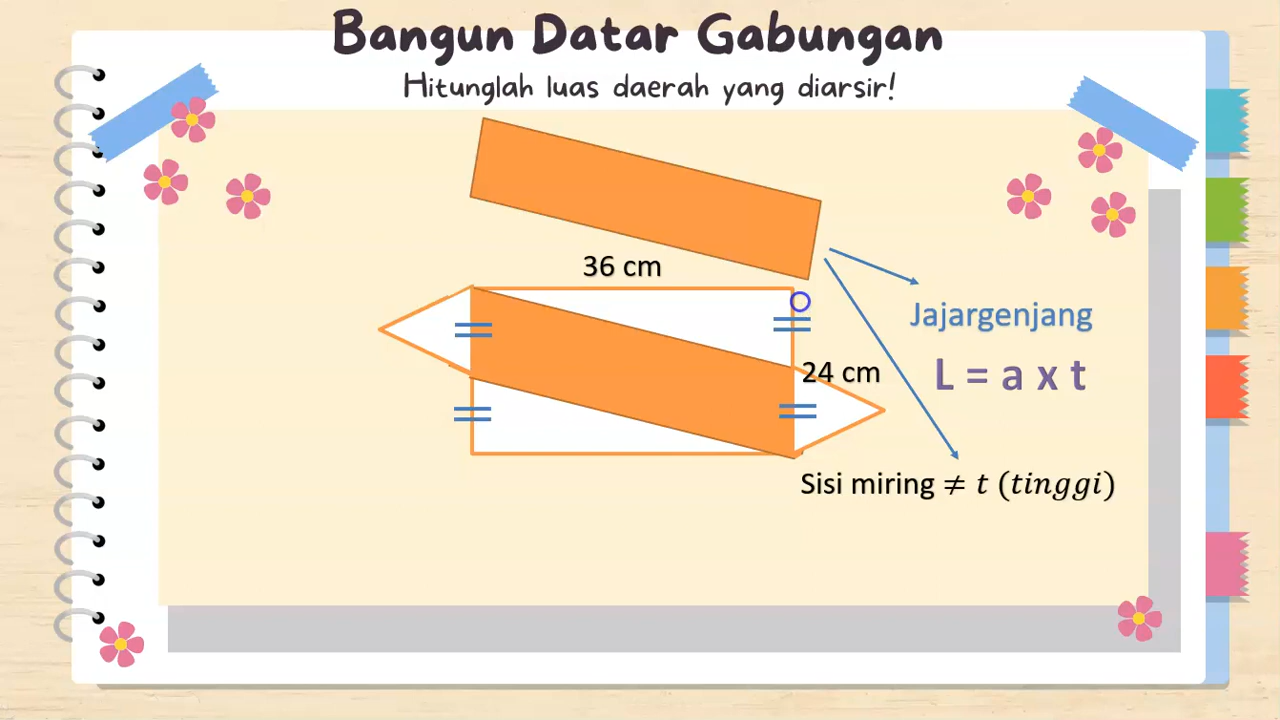 Bangun Datar Gabungan
Hitunglah luas daerah yang diarsir!
36 cm
Jajargenjang
24 cm
L = a x t
Sisi miring ≠ t (tinggi)